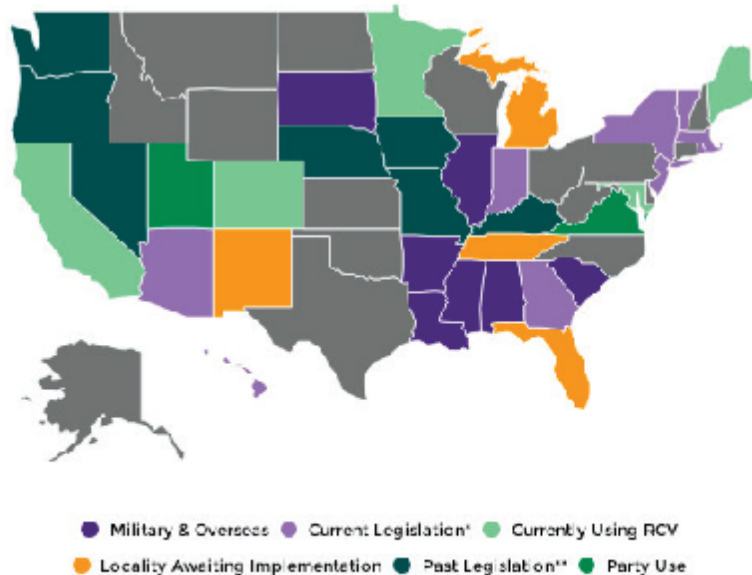 Military & Overseas Current Legislation* Currently Using RCV
Locality Awaiting Implementation Past Legislation** Party Use